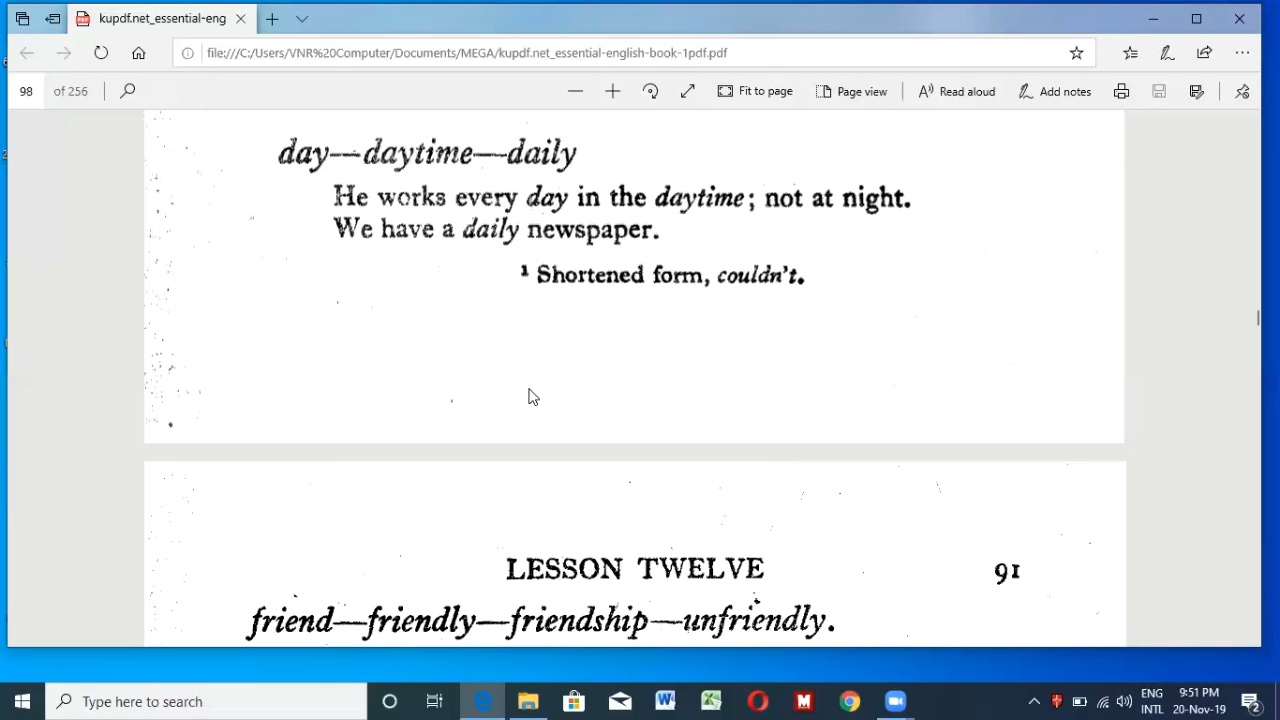 kupdf.net_essential-eng
file:///C:/Users/VNR%20Computer/Documents/MEGA/kupdf.net_essential-english-book-1pdf.pdf
98 of 256
Fit to page
Page view
Read aloud
Add notes
day—daytime—daily
He works every day in the daytime; not at night.
We have a daily newspaper.
¹ Shortened form, couldn't.
LESSON TWELVE 91
friend—friendly—friendship—unfriendly.
Type here to search
ENG
INTL
9:51 PM
20-Nov-19
2